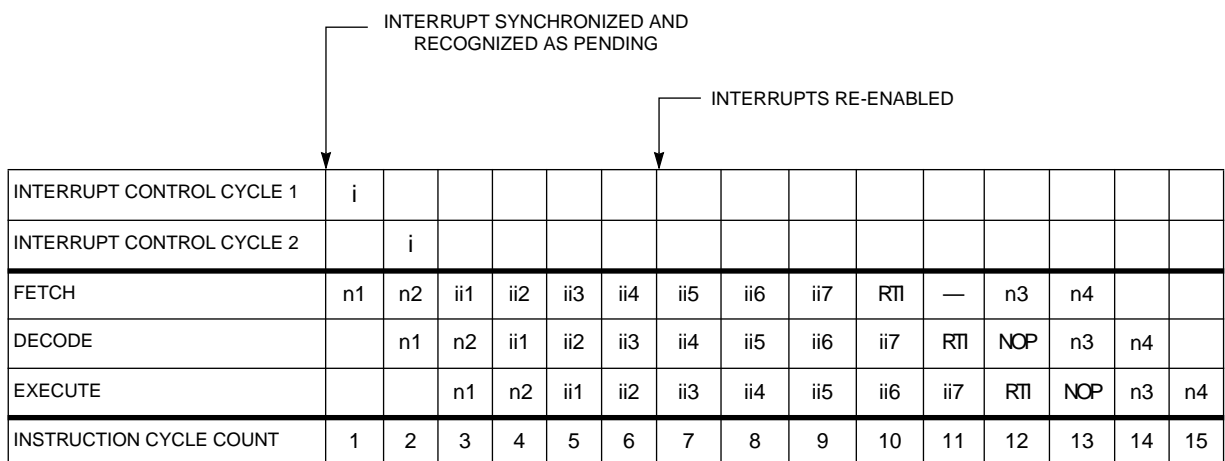 INTERRUPT SYNCHRONIZED AND
RECOGNIZED AS PENDING
INTERRUPTS RE-ENABLED
INTERRUPT CONTROL CYCLE 1 i
INTERRUPT CONTROL CYCLE 2 i
FETCH n1 n2 ii1 ii2 ii3 ii4 ii5 ii6 ii7 RTI — n3 n4
DECODE n1 n2 ii1 ii2 ii3 ii4 ii5 ii6 ii7 RTI NOP n3 n4
EXECUTE n1 n2 ii1 ii2 ii3 ii4 ii5 ii6 ii7 RTI NOP n3 n4
INSTRUCTION CYCLE COUNT 1 2 3 4 5 6 7 8 9 10 11 12 13 14 15